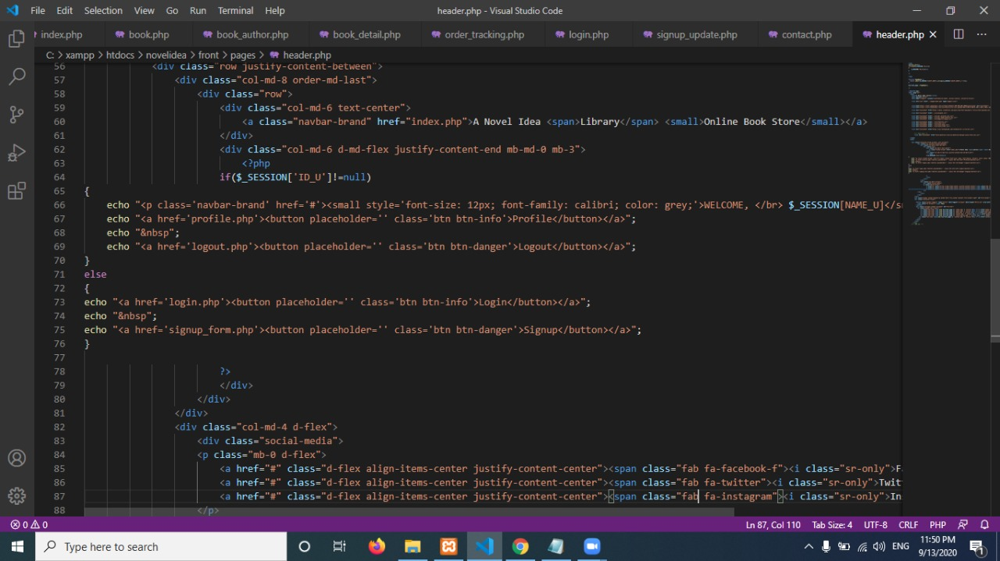 File Edit Selection View Go Run Terminal Help header.php - Visual Studio Code
index.php book.php book_author.php book_detail.php order_tracking.php login.php signup_update.php contact.php header.php
C: > xampp > htdocs > novelidea > front > pages > header.php
56 <div class="row justify-content-between">
57 <div class="col-md-8 order-md-last">
58 <div class="row">
59 <div class="col-md-6 text-center">
60 <a class="navbar-brand" href="index.php">A Novel Idea <span>Library</span> <small>Online Book Store</small></a>
61 </div>
62 <div class="col-md-6 d-md-flex justify-content-end mb-md-0 mb-3">
63 <?php
64 if($_SESSION['ID_U']!=null)
65 {
66 echo "<p class='navbar-brand' href='#'><small style='font-size: 12px; font-family: calibri; color: grey;'>WELCOME, </br> $_SESSION[NAME_U]</sm
67 echo "<a href='profile.php'><button placeholder='' class='btn btn-info'>Profile</button></a>";
68 echo "&nbsp";
69 echo "<a href='logout.php'><button placeholder='' class='btn btn-danger'>Logout</button></a>";
70 }
71 else
72 {
73 echo "<a href='login.php'><button placeholder='' class='btn btn-info'>Login</button></a>";
74 echo "&nbsp";
75 echo "<a href='signup_form.php'><button placeholder='' class='btn btn-danger'>Signup</button></a>";
76 }
77
78 ?>
79 </div>
80 </div>
81 </div>
82 <div class="col-md-4 d-flex">
83 <div class="social-media">
84 <p class="mb-0 d-flex">
85 <a href="#" class="d-flex align-items-center justify-content-center"><span class="fab fa-facebook-f"><i class="sr-only">F
86 <a href="#" class="d-flex align-items-center justify-content-center"><span class="fab fa-twitter"><i class="sr-only">Twit
87 <a href="#" class="d-flex align-items-center justify-content-center"><span class="fab fa-instagram"><i class="sr-only">In
88 </p>
0 0 Ln 87, Col 110 Tab Size: 4 UTF-8 CRLF PHP
Type here to search ENG 11:50 PM
9/13/2020 1